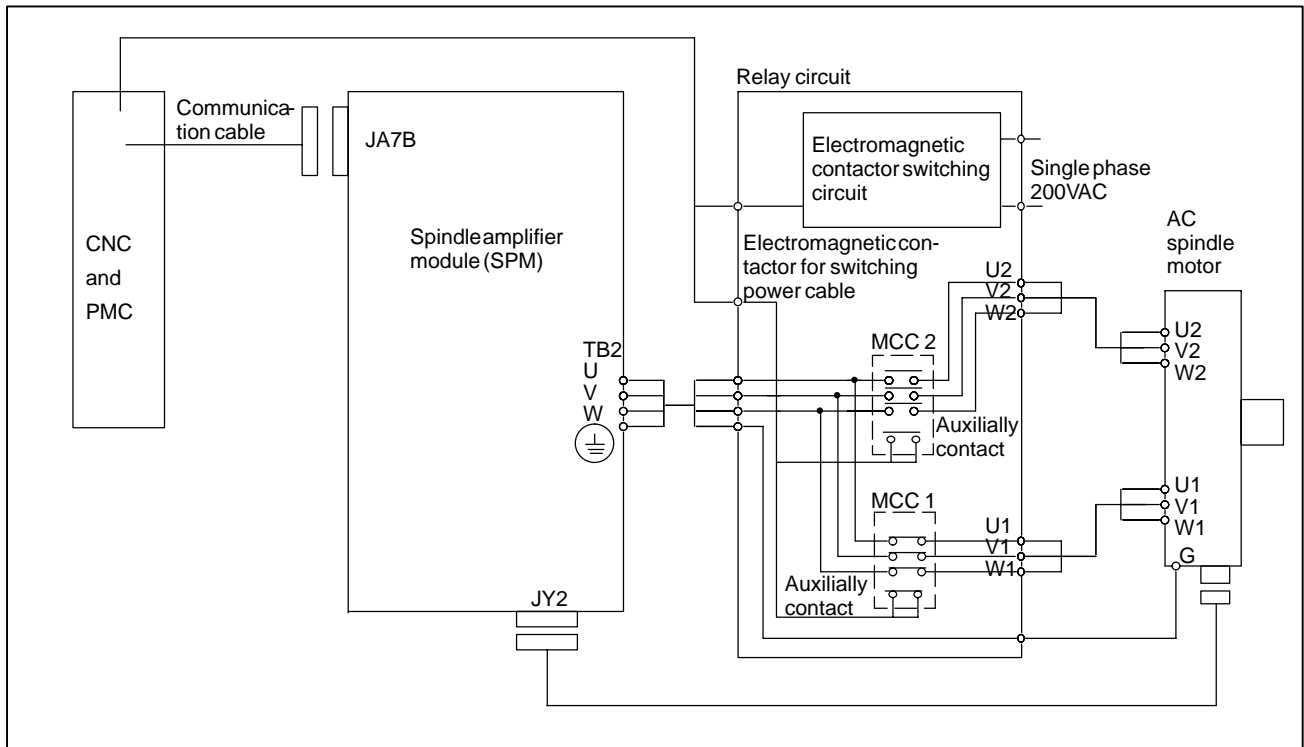 Relay circuit
Communica-
tion cable
JA7B
Electromagnetic
contactor switching
circuit
Single phase
200VAC
CNC
and
PMC
Spindle amplifier
module (SPM)
Electromagnetic con-
tactor for switching
power cable
AC
spindle
motor
U2
V2
W2
U2
V2
W2
MCC 2
TB2
U
V
W
Auxilially
contact
MCC 1
U1
V1
W1
U1
V1
W1
G
Auxilially
contact
JY2